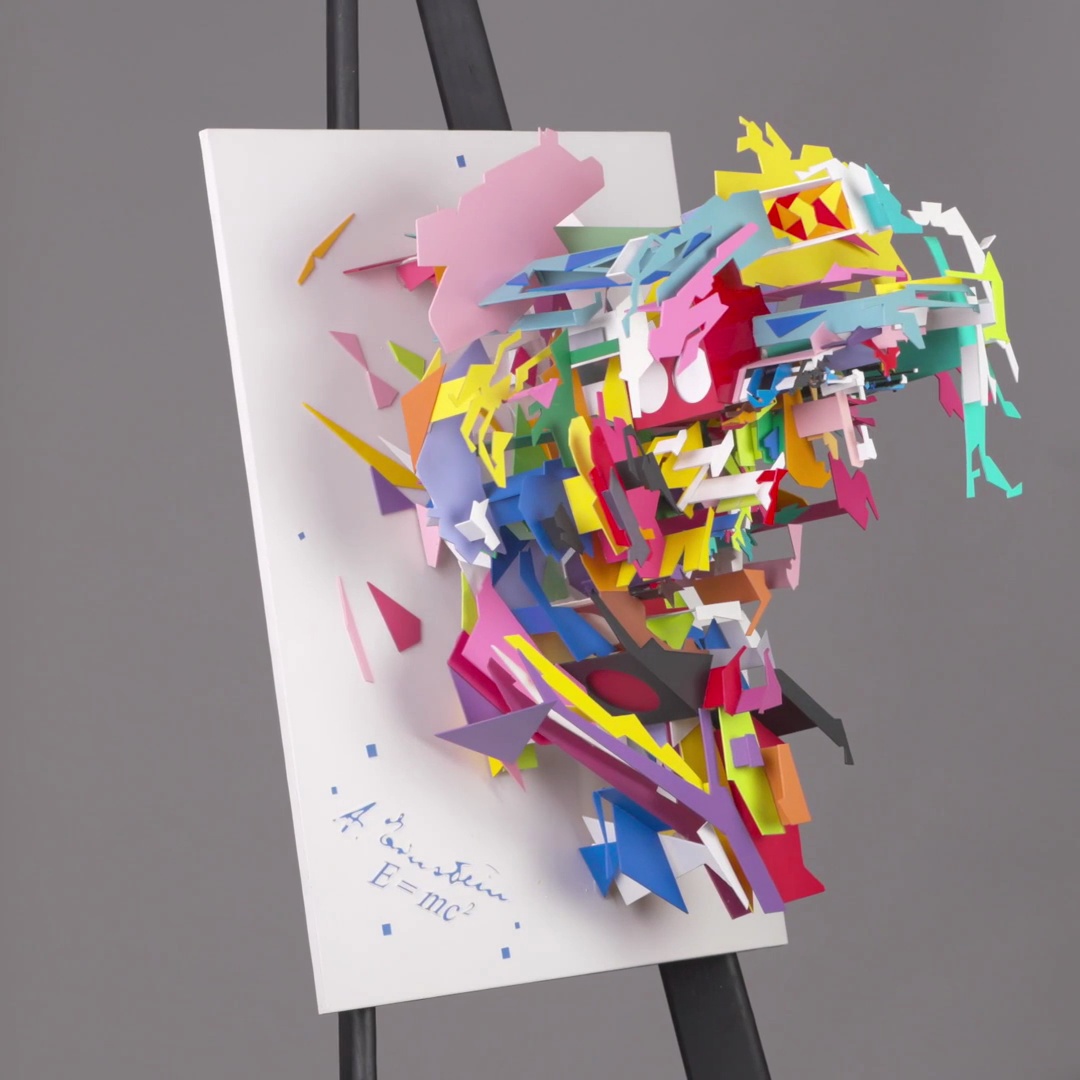 A. Einstein
E = mc²